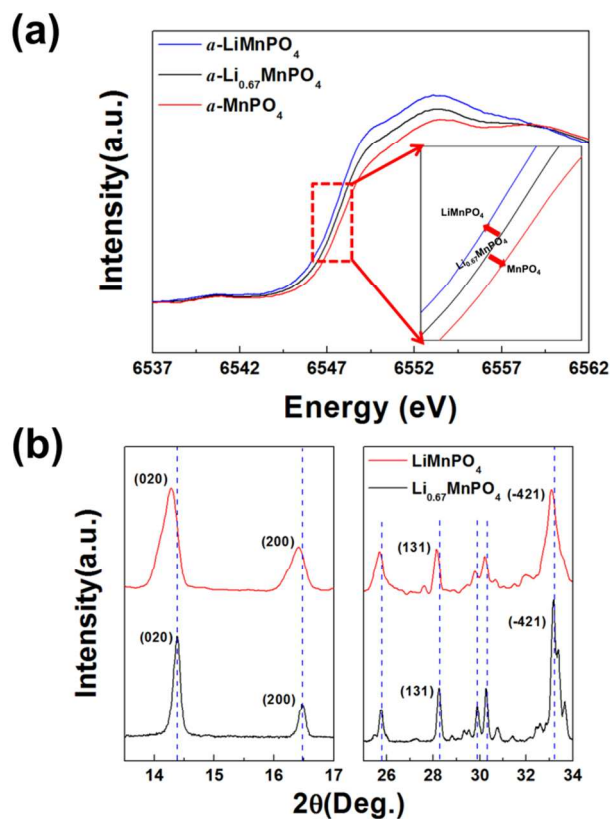 (a)
a-LiMnPO4
a-Li0.67MnPO4
a-MnPO4
Intensity(a.u.)
LiMnPO4
Li0.67MnPO4
MnPO4
6537 6542 6547 6552 6557 6562
Energy (eV)
(b)
LiMnPO4
Li0.67MnPO4
(020)
(200)
(131)
(-421)
(020)
(200)
(131)
(-421)
Intensity(a.u.)
14 15 16 17 26 28 30 32 34
2θ(Deg.)